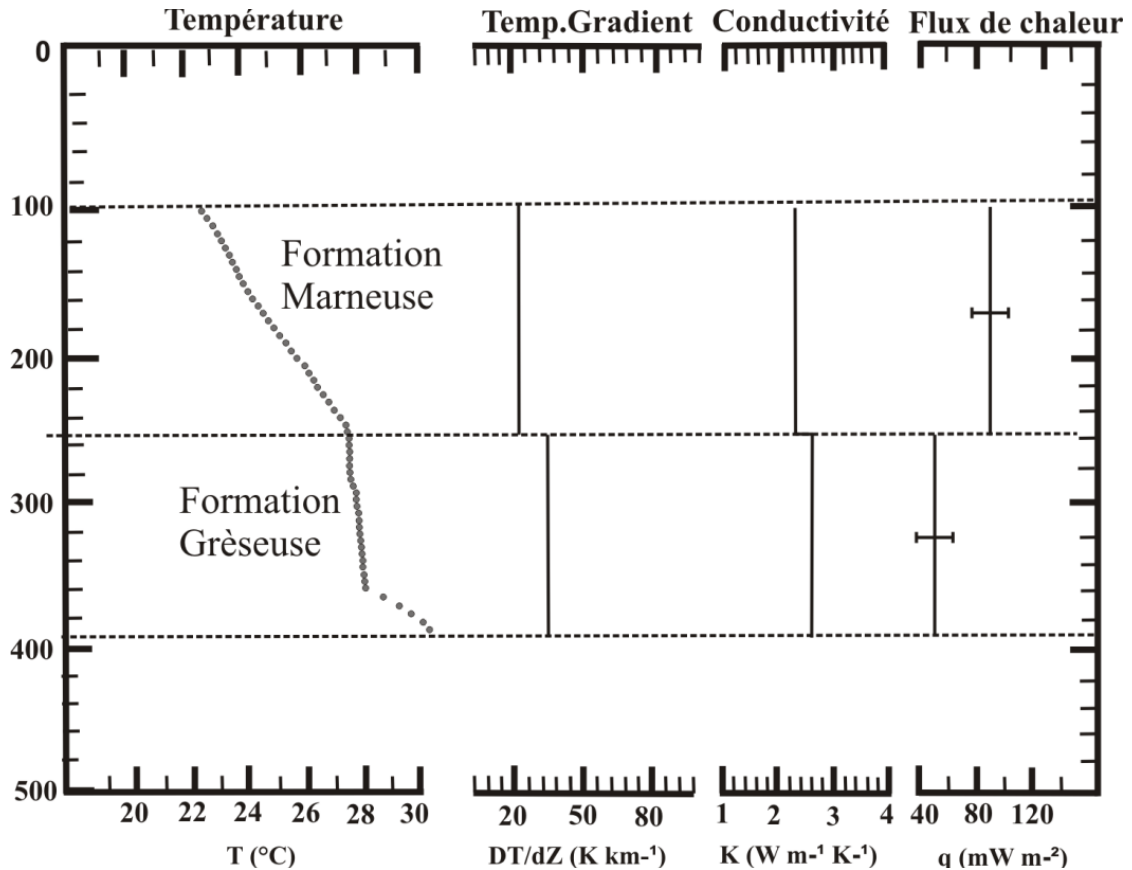 Température Temp.Gradient Conductivité Flux de chaleur
0
100
Formation
Marneuse
200
Formation
Grèseuse
300
400
500
20 22 24 26 28 30 20 50 80 1 2 3 4 40 80 120
T (°C) DT/dZ (K km-¹) K (W m-¹ K-¹) q (mW m-²)